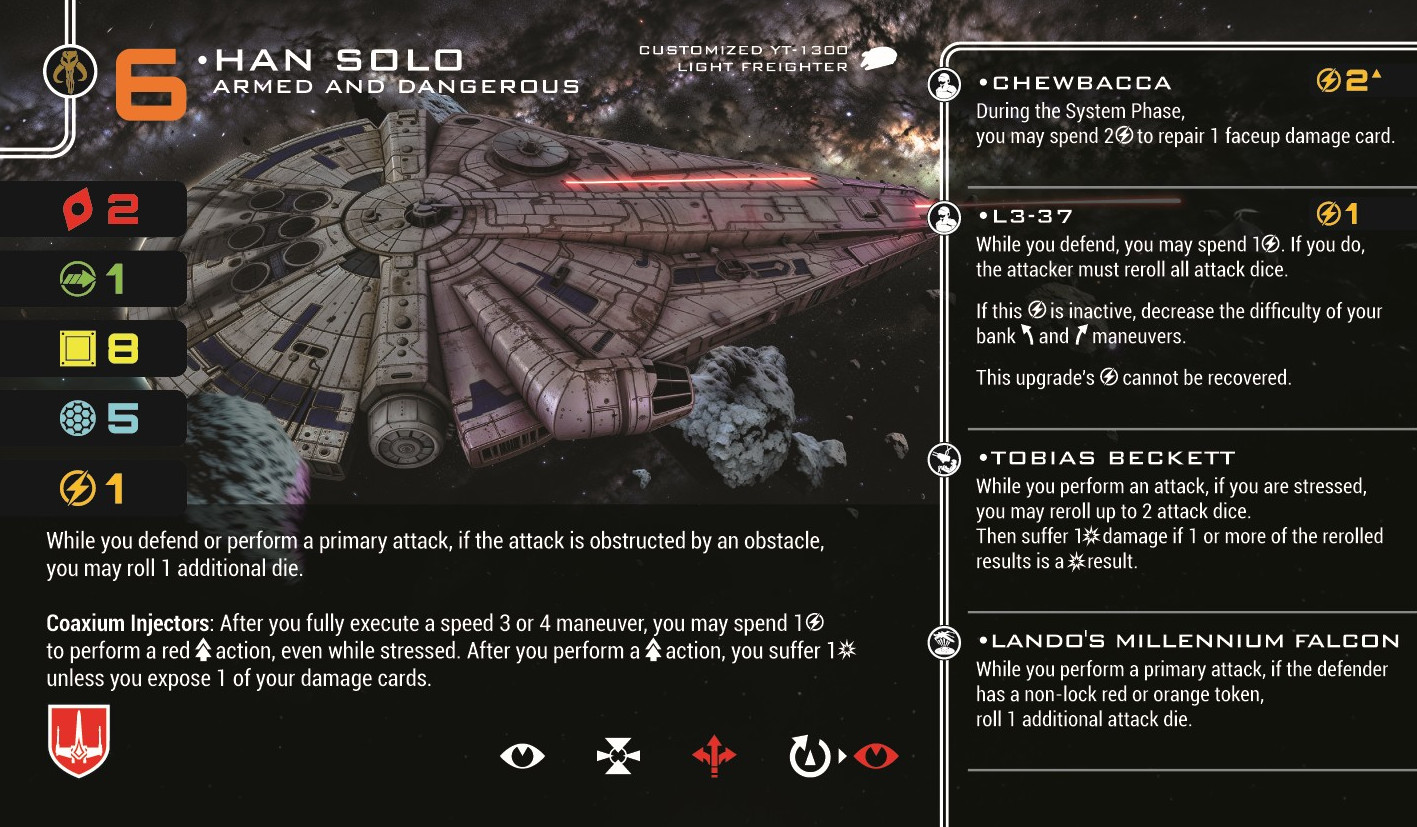 6
•HAN SOLO
ARMED AND DANGEROUS
CUSTOMIZED YT-1300
LIGHT FREIGHTER
2
1
8
5
1
While you defend or perform a primary attack, if the attack is obstructed by an obstacle,
you may roll 1 additional die.
Coaxium Injectors: After you fully execute a speed 3 or 4 maneuver, you may spend 1
to perform a red action, even while stressed. After you perform a action, you suffer 1
unless you expose 1 of your damage cards.
•CHEWBACCA
2
During the System Phase,
you may spend 2 to repair 1 faceup damage card.
•L3-37
1
While you defend, you may spend 1. If you do,
the attacker must reroll all attack dice.
If this is inactive, decrease the difficulty of your
bank and maneuvers.
This upgrade's cannot be recovered.
•TOBIAS BECKETT
While you perform an attack, if you are stressed,
you may reroll up to 2 attack dice.
Then suffer 1 damage if 1 or more of the rerolled
results is a result.
•LANDO'S MILLENNIUM FALCON
While you perform a primary attack, if the defender
has a non-lock red or orange token,
roll 1 additional attack die.